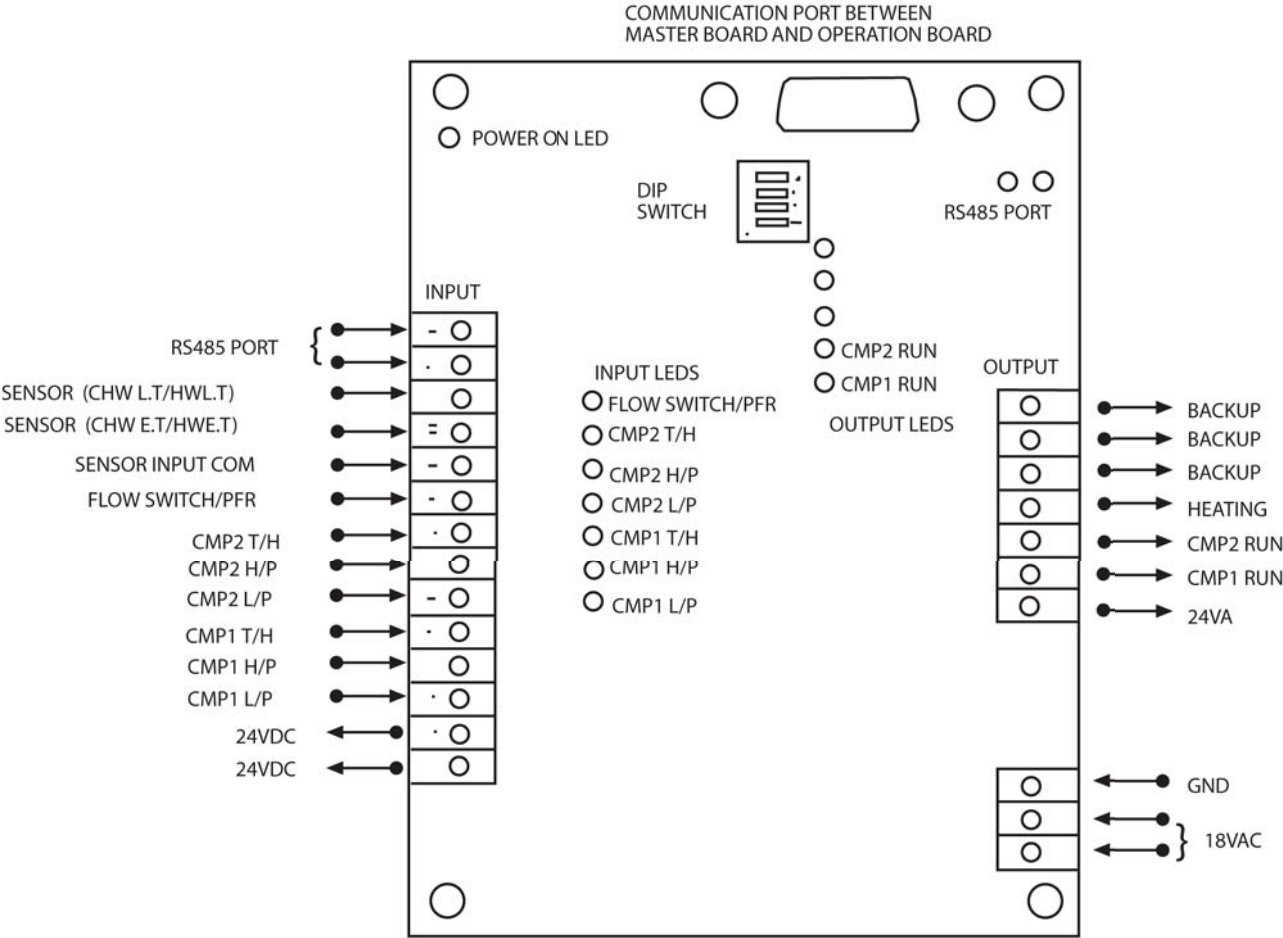 COMMUNICATION PORT BETWEEN
MASTER BOARD AND OPERATION BOARD
POWER ON LED
DIP
SWITCH
RS485 PORT
INPUT
RS485 PORT
SENSOR (CHW L.T/HWL.T)
SENSOR (CHW E.T/HWE.T)
SENSOR INPUT COM
FLOW SWITCH/PFR
CMP2 T/H
CMP2 H/P
CMP2 L/P
CMP1 T/H
CMP1 H/P
CMP1 L/P
24VDC
24VDC
INPUT LEDS
FLOW SWITCH/PFR
CMP2 T/H
CMP2 H/P
CMP2 L/P
CMP1 T/H
CMP1 H/P
CMP1 L/P
CMP2 RUN
CMP1 RUN
OUTPUT LEDS
OUTPUT
BACKUP
BACKUP
BACKUP
HEATING
CMP2 RUN
CMP1 RUN
24VA
GND
18VAC